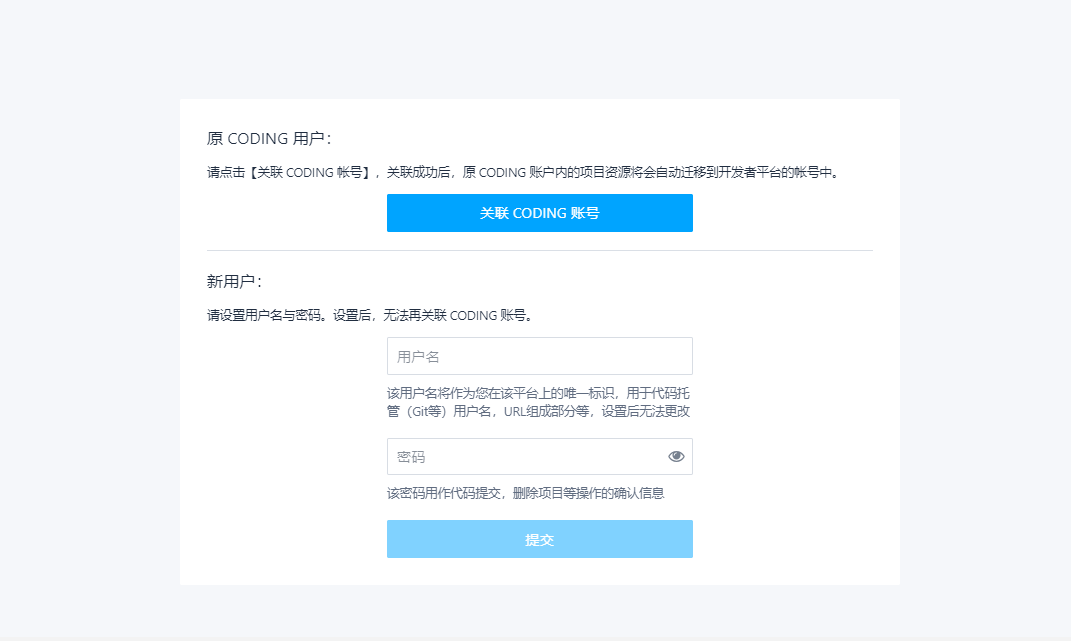 原 CODING 用户：
请点击【关联 CODING 帐号】，关联成功后，原 CODING 账户内的项目资源将会自动迁移到开发者平台的帐号中。
关联 CODING 账号
新用户：
请设置用户名与密码。设置后，无法再关联 CODING 账号。
用户名
该用户名将作为您在该平台上的唯一标识，用于代码托
管（Git等）用户名，URL组成部分等，设置后无法更改
密码
该密码用作代码提交，删除项目等操作的确认信息
提交